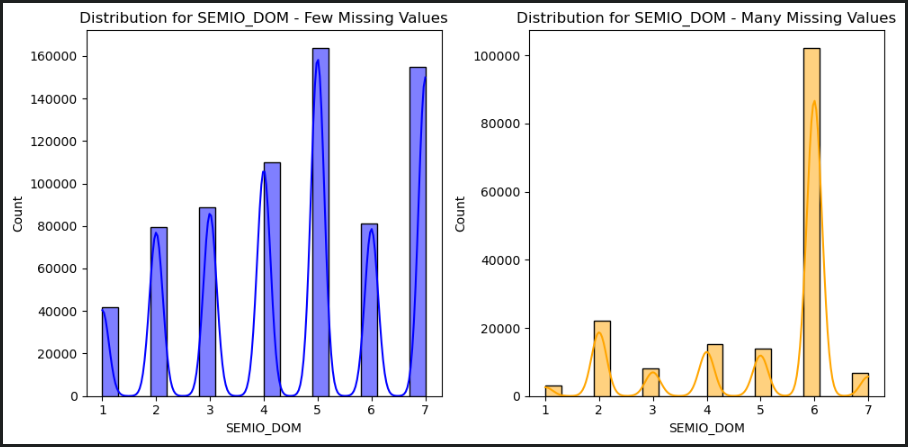 Distribution for SEMIO_DOM - Few Missing Values
160000
140000
120000
100000
80000
60000
40000
20000
0
Count
1 2 3 4 5 6 7
SEMIO_DOM
Distribution for SEMIO_DOM - Many Missing Values
100000
80000
60000
40000
20000
0
Count
1 2 3 4 5 6 7
SEMIO_DOM